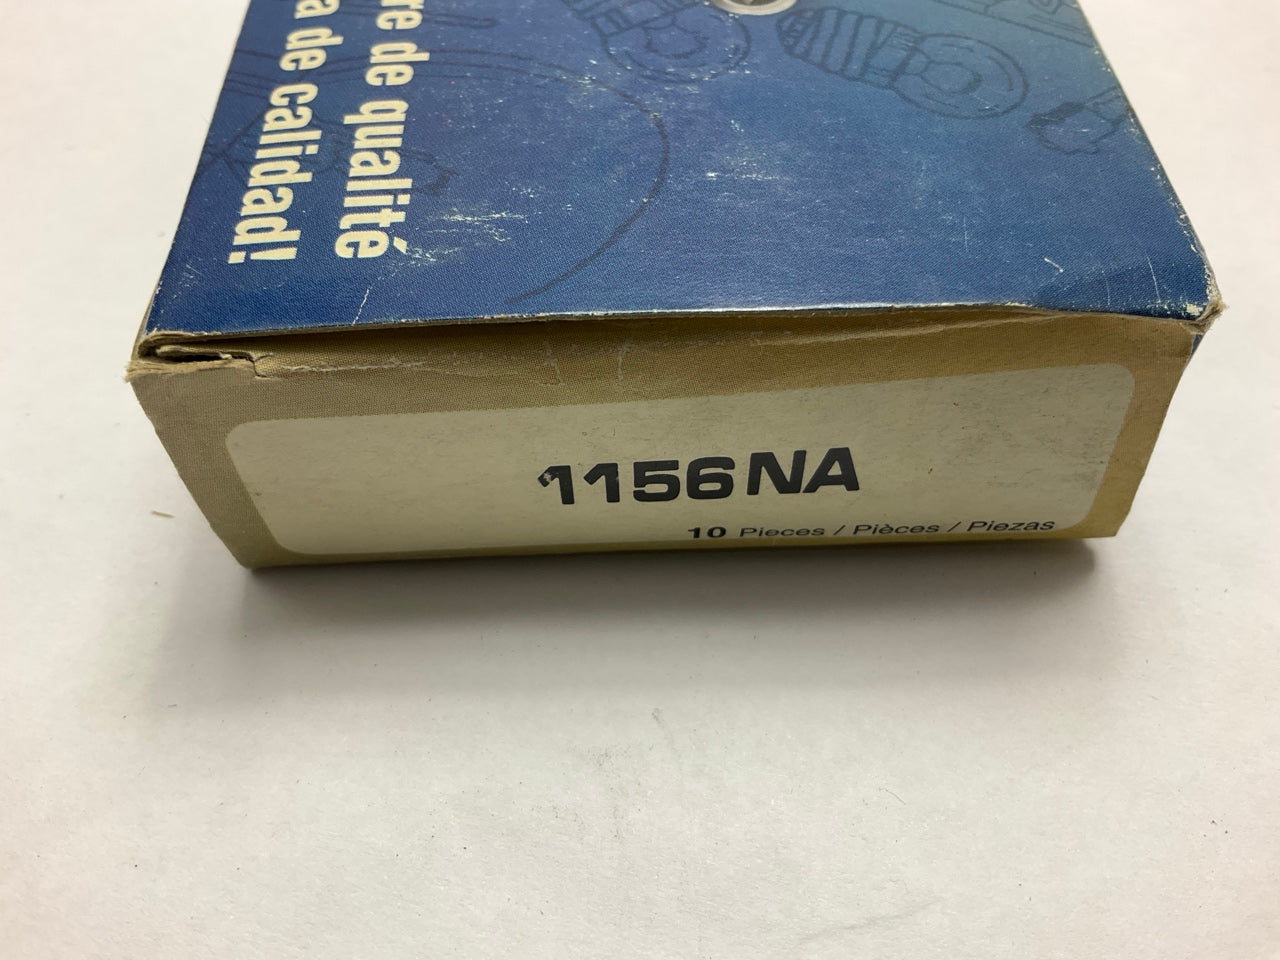 re de qualité
a de calidad!
1156NA
10 Pieces / Pièces / Piezas